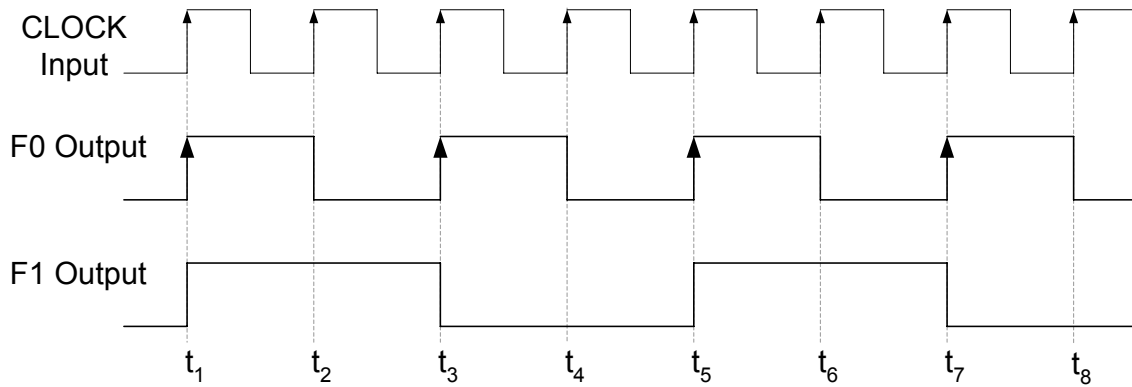 CLOCK
Input
F0 Output
F1 Output
t₁ t₂ t₃ t₄ t₅ t₆ t₇ t₈